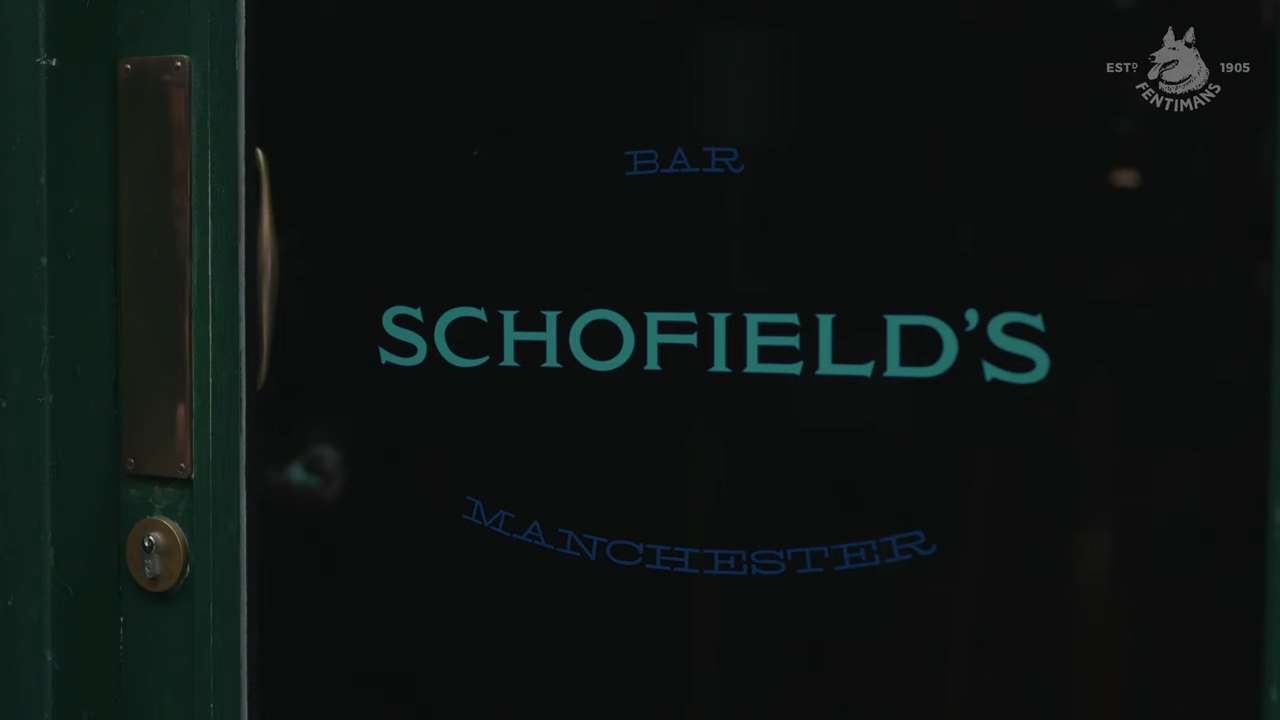 ESTD 1905
FENTIMANS
BAR
SCHOFIELD'S
MANCHESTER